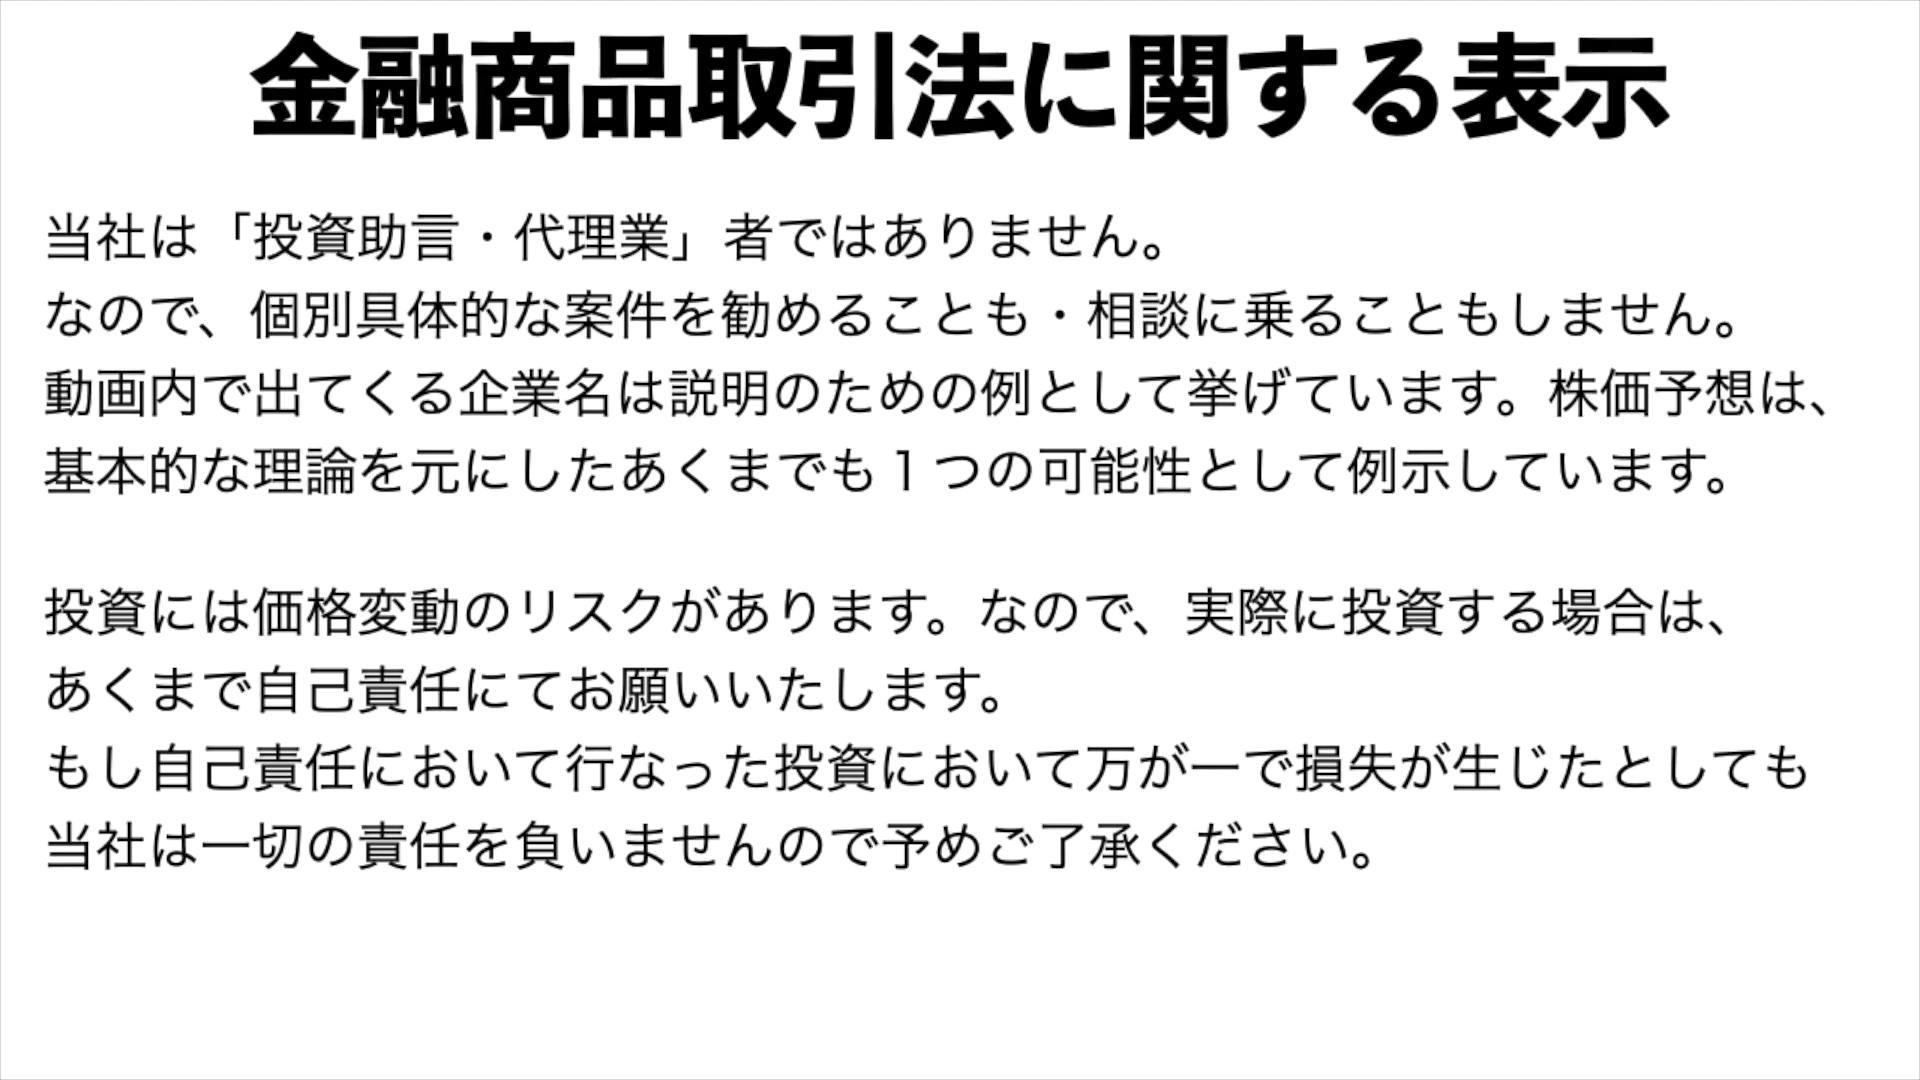 金融商品取引法に関する表示
当社は「投資助言・代理業」者ではありません。
なので、個別具体的な案件を勧めることも・相談に乗ることもしません。
動画内で出てくる企業名は説明のための例として挙げています。株価予想は、
基本的な理論を元にしたあくまでも１つの可能性として例示しています。
投資には価格変動のリスクがあります。なので、実際に投資する場合は、
あくまで自己責任にてお願いいたします。
もし自己責任において行なった投資において万が一で損失が生じたとしても
当社は一切の責任を負いませんので予めご了承ください。